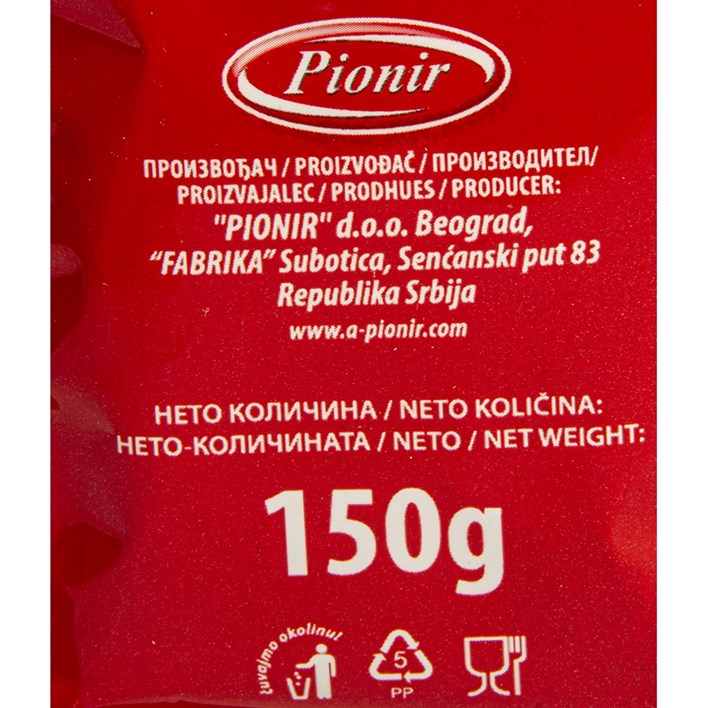 Pionir
ПРОИЗВОЂАЧ / PROIZVOĐAČ / ПРОИЗВОДИТЕЛ/
PROIZVAJALEC / PRODHUES / PRODUCER:
"PIONIR" d.o.o. Beograd,
“FABRIKA” Subotica, Senćanski put 83
Republika Srbija
www.a-pionir.com
НЕТО КОЛИЧИНА / NETO KOLIČINA:
НЕТО-КОЛИЧИНАТА / NETO / NET WEIGHT:
150g
čuvajmo okolinu!
5
PP